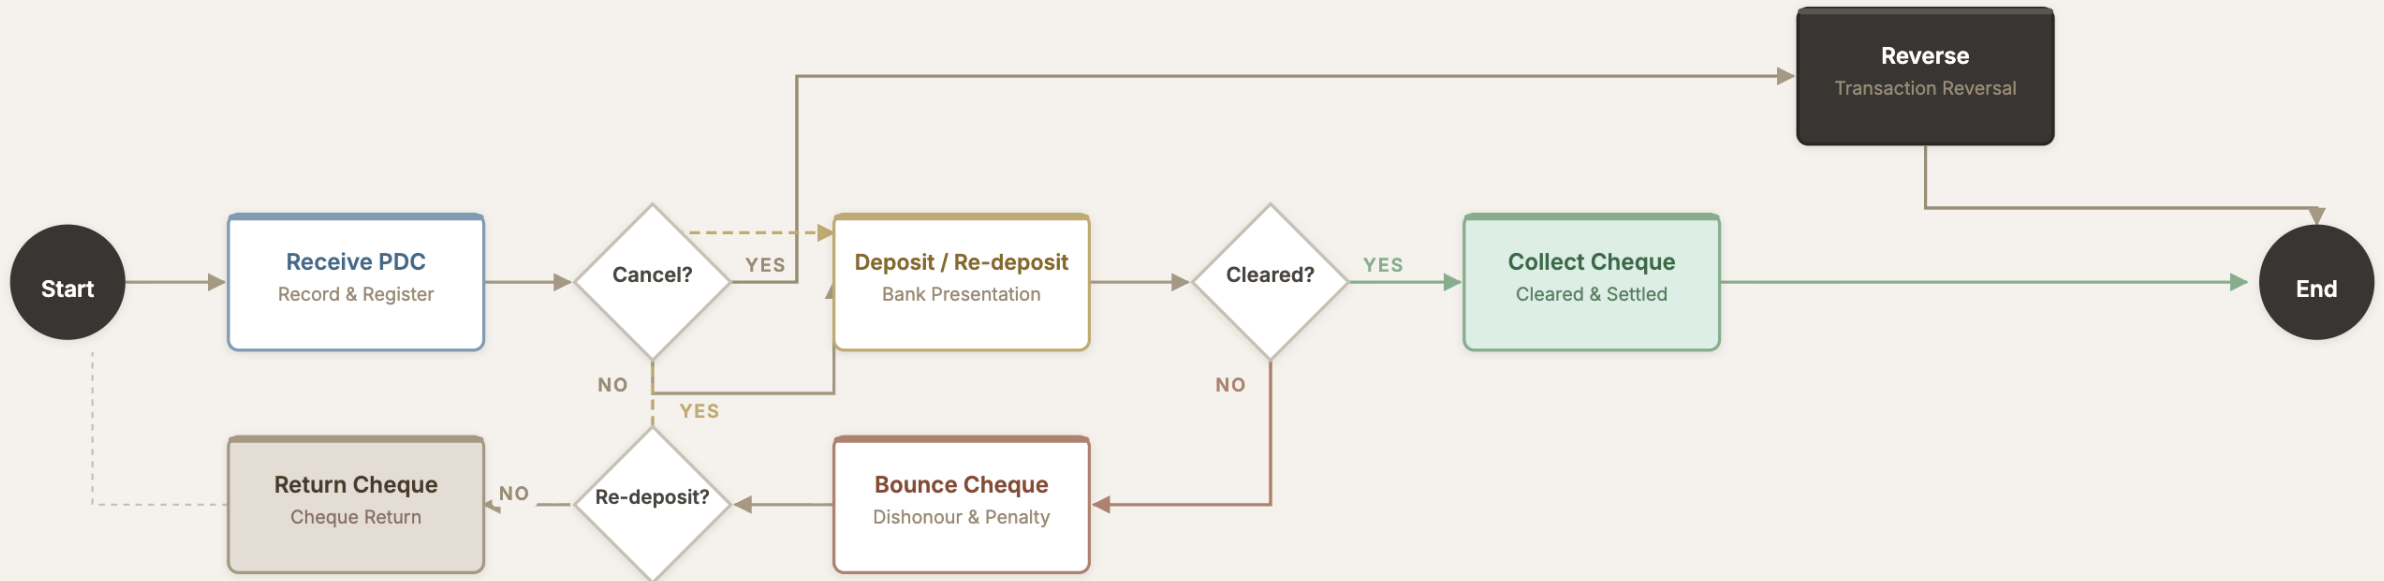 Reverse
Transaction Reversal
Start
Receive PDC
Record & Register
Cancel?
YES
Deposit / Re-deposit
Bank Presentation
Cleared?
YES
Collect Cheque
Cleared & Settled
End
NO
YES
NO
Return Cheque
Cheque Return
NO
Re-deposit?
Bounce Cheque
Dishonour & Penalty